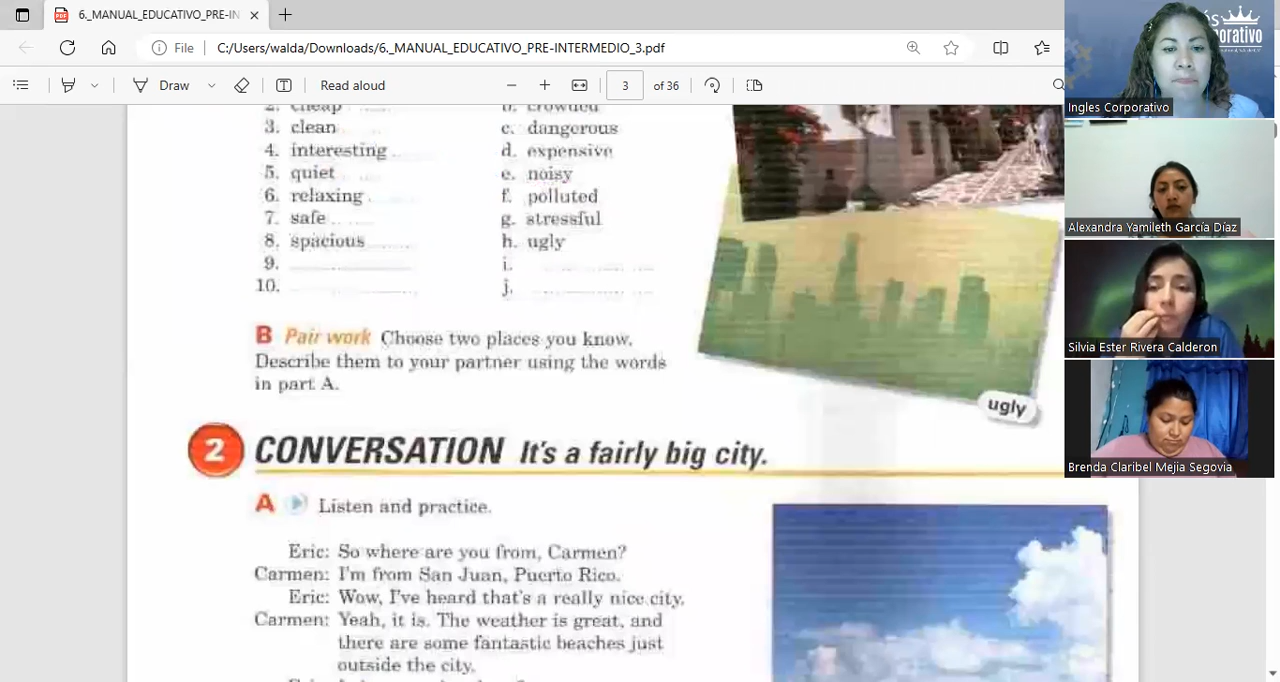 6._MANUAL_EDUCATIVO_PRE-IN
File
C:/Users/walda/Downloads/6._MANUAL_EDUCATIVO_PRE-INTERMEDIO_3.pdf
Draw
Read aloud
3
of 36
2. cheap
b. crowded
3. clean
c. dangerous
4. interesting
d. expensive
5. quiet
e. noisy
6. relaxing
f. polluted
7. safe
g. stressful
8. spacious
h. ugly
9.
i.
10.
j.
B Pair work Choose two places you know.
Describe them to your partner using the words
in part A.
ugly
2 CONVERSATION It's a fairly big city.
A Listen and practice.
Eric: So where are you from, Carmen?
Carmen: I'm from San Juan, Puerto Rico.
Eric: Wow, I've heard that's a really nice city.
Carmen: Yeah, it is. The weather is great, and
there are some fantastic beaches just
outside the city.
Ingles Corporativo
Alexandra Yamileth García Díaz
Silvia Ester Rivera Calderon
Brenda Claribel Mejia Segovia